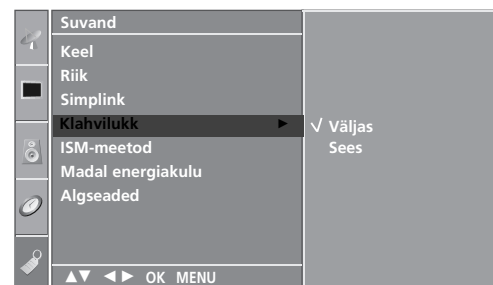 Suvand
Keel
Riik
Simplink
Klahvilukk ►
ISM-meetod
Madal energiakulu
Algseaded
√ Väljas
Sees
▲▼ ◄► OK MENU